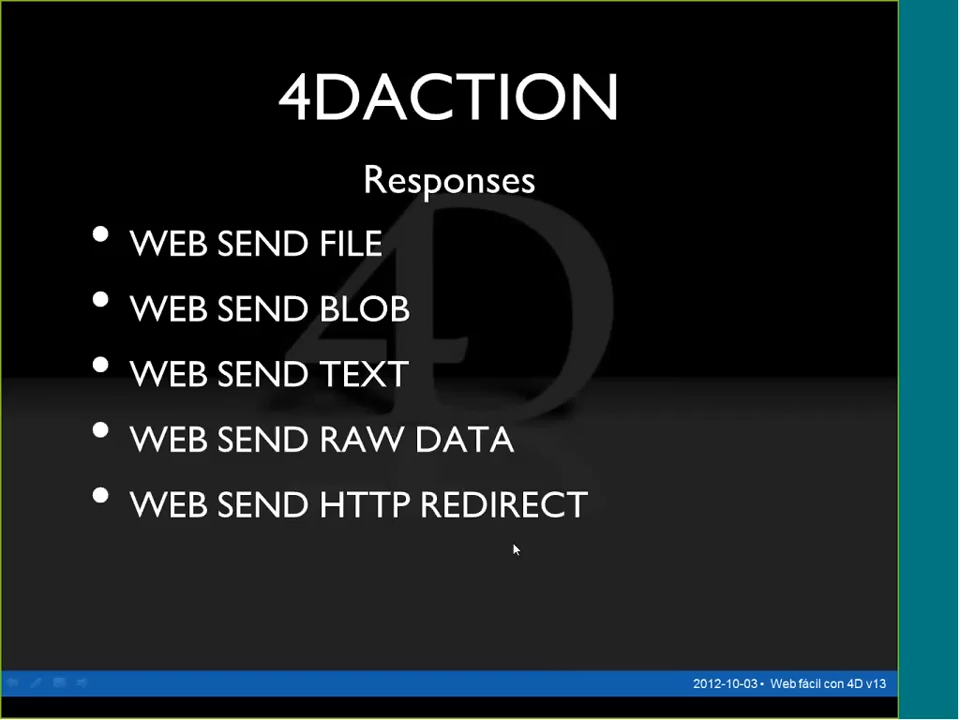 4DACTION
Responses
• WEB SEND FILE
• WEB SEND BLOB
• WEB SEND TEXT
• WEB SEND RAW DATA
• WEB SEND HTTP REDIRECT
4D
2012-10-03 • Web fácil con 4D v13